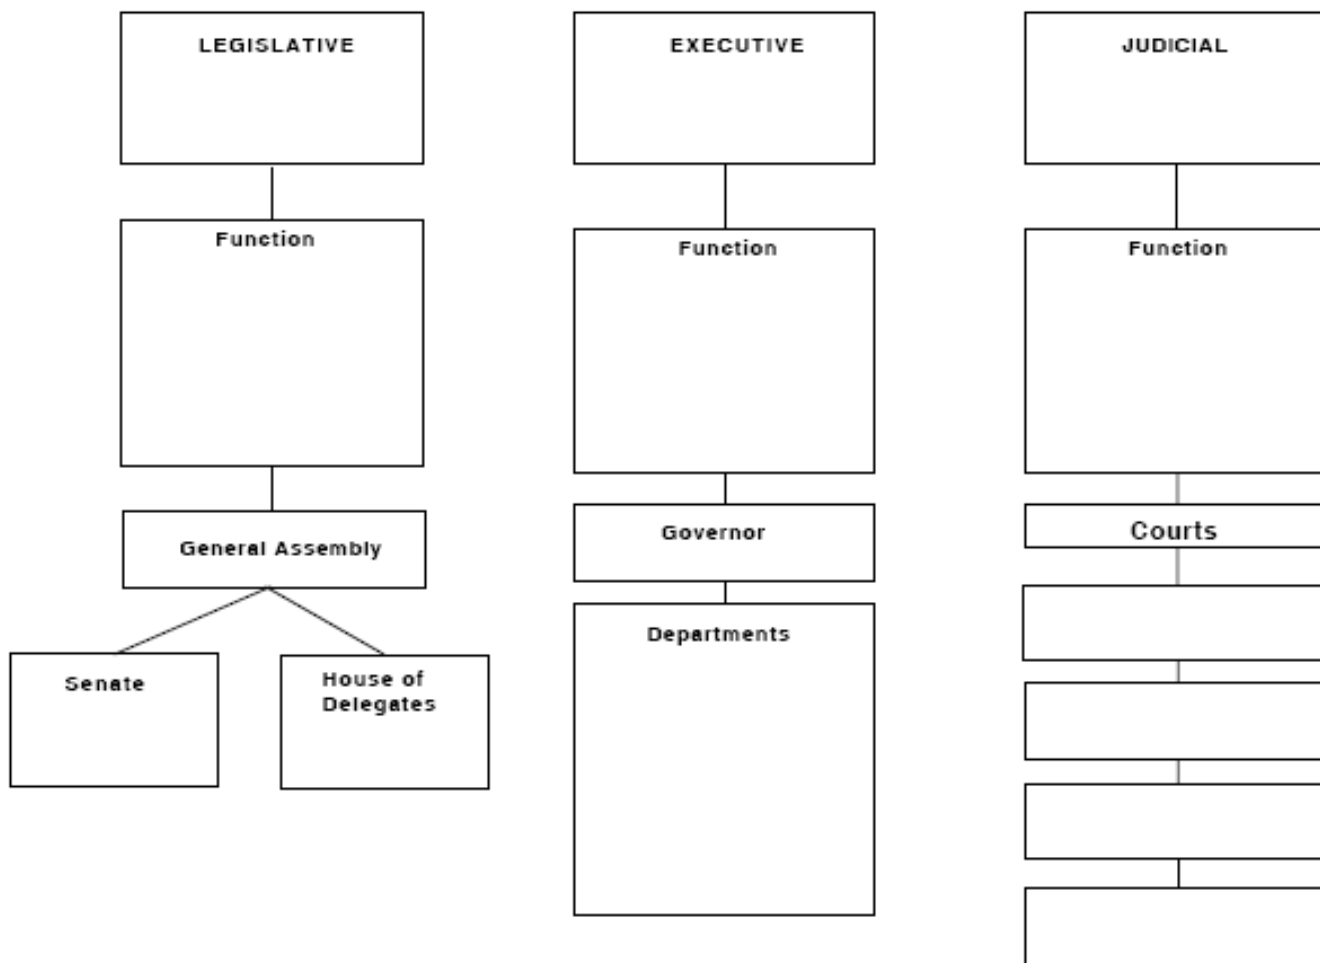 LEGISLATIVE
EXECUTIVE
JUDICIAL
Function
Function
Function
General Assembly
Governor
Courts
Departments
Senate
House of
Delegates